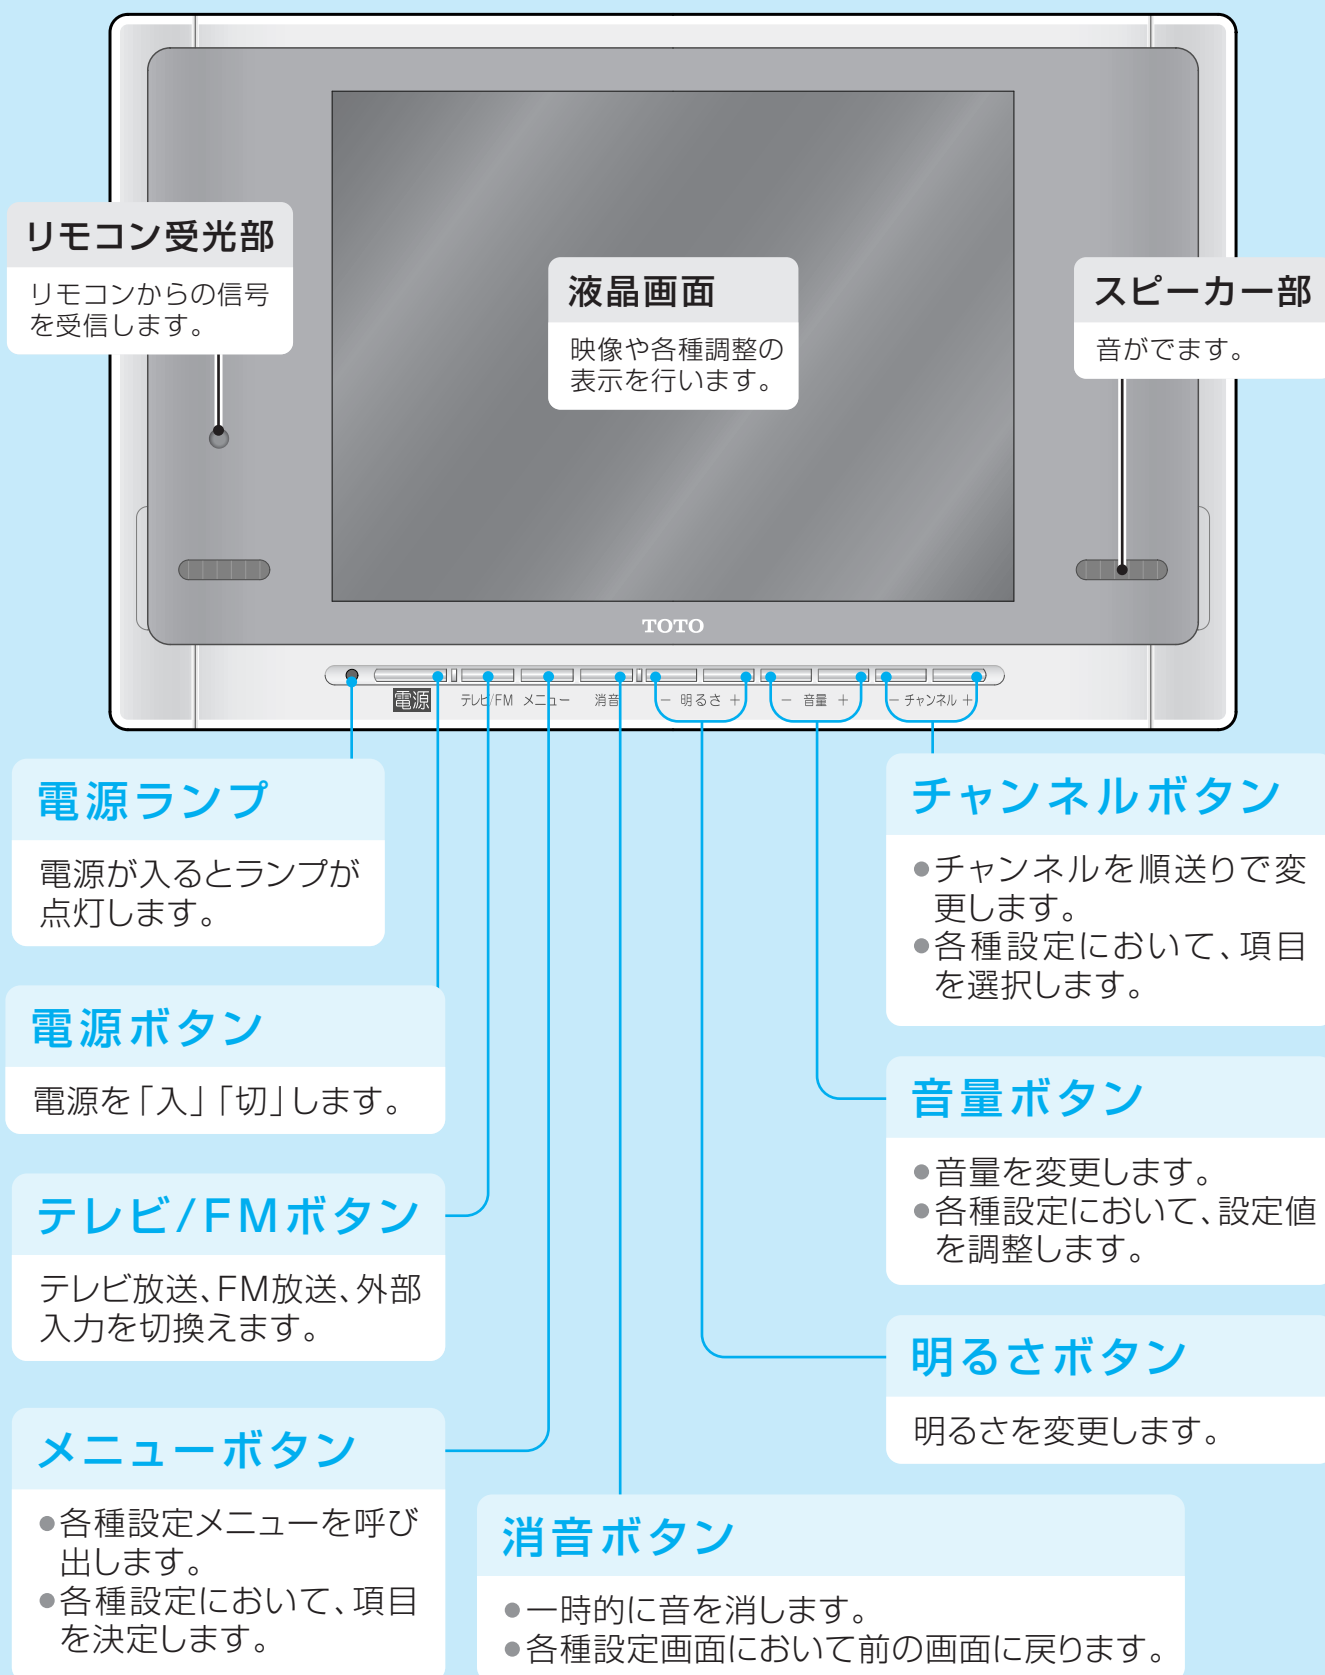 リモコン受光部
リモコンからの信号
を受信します。
液晶画面
映像や各種調整の
表示を行います。
スピーカー部
音がでます。
TOTO
電源 テレビ/FM メニュー 消音 − 明るさ + − 音量 + − チャンネル +
電源ランプ
電源が入るとランプが
点灯します。
電源ボタン
電源を「入」「切」します。
テレビ/FMボタン
テレビ放送、FM放送、外部
入力を切換えます。
メニューボタン
●各種設定メニューを呼び
出します。
●各種設定において、項目
を決定します。
消音ボタン
●一時的に音を消します。
●各種設定画面において前の画面に戻ります。
チャンネルボタン
●チャンネルを順送りで変
更します。
●各種設定において、項目
を選択します。
音量ボタン
●音量を変更します。
●各種設定において、設定値
を調整します。
明るさボタン
明るさを変更します。